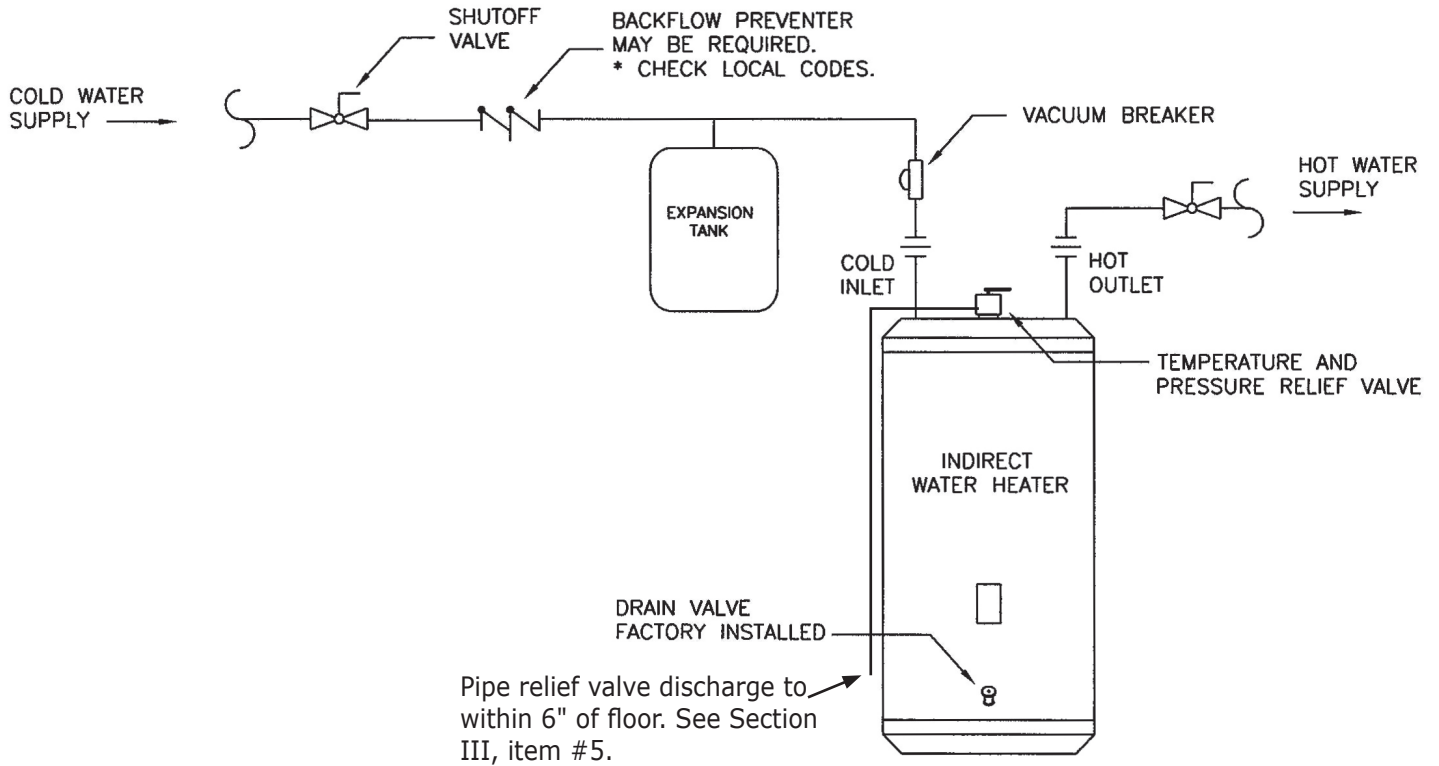 SHUTOFF
VALVE
BACKFLOW PREVENTER
MAY BE REQUIRED.
* CHECK LOCAL CODES.
COLD WATER
SUPPLY
VACUUM BREAKER
HOT WATER
SUPPLY
EXPANSION
TANK
COLD
INLET
HOT
OUTLET
TEMPERATURE AND
PRESSURE RELIEF VALVE
INDIRECT
WATER HEATER
DRAIN VALVE
FACTORY INSTALLED
Pipe relief valve discharge to
within 6" of floor. See Section
III, item #5.